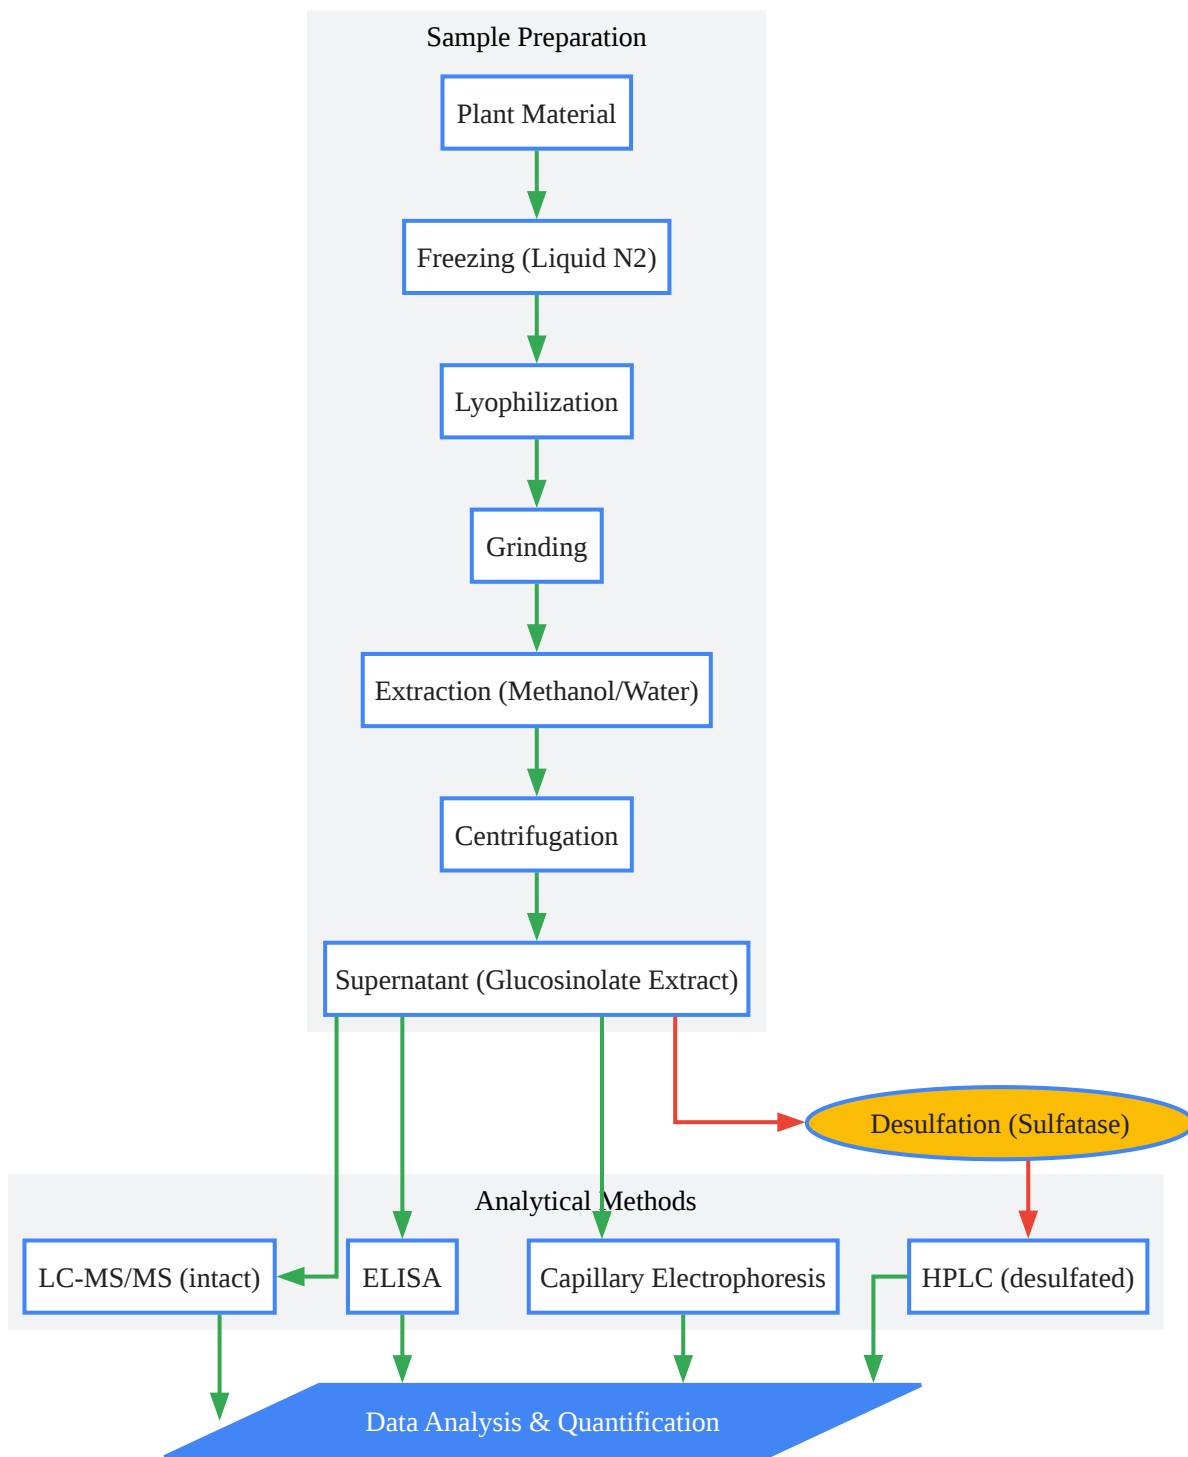 Sample Preparation
Plant Material
Freezing (Liquid N2)
Lyophilization
Grinding
Extraction (Methanol/Water)
Centrifugation
Supernatant (Glucosinolate Extract)
Desulfation (Sulfatase)
Analytical Methods
LC-MS/MS (intact)
ELISA
Capillary Electrophoresis
HPLC (desulfated)
Data Analysis & Quantification